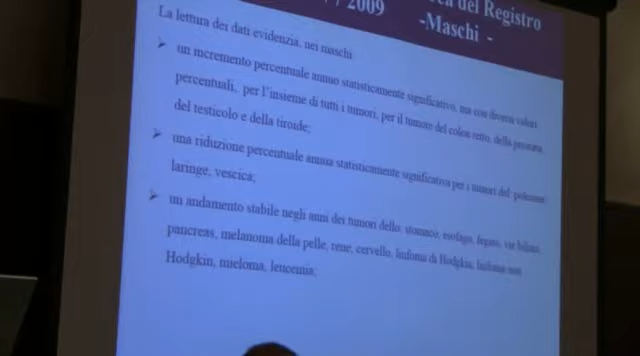 del Registro
2009 -Maschi -
La lettura dei dati evidenzia, nei maschi
➢ un incremento percentuale annuo statisticamente significativo, ma con diversi valori
percentuali, per l'insieme di tutti i tumori, per il tumore del colon retto, della prostata
del testicolo e della tiroide;
➢ una riduzione percentuale annua statisticamente significativa per i tumori del polmone
laringe, vescica;
➢ un andamento stabile negli anni dei tumori dello stomaco, esofago, fegato, vie biliari,
pancreas, melanoma della pelle, rene, cervello, linfoma di Hodgkin, linfoma non
Hodgkin, mieloma, leucemia;